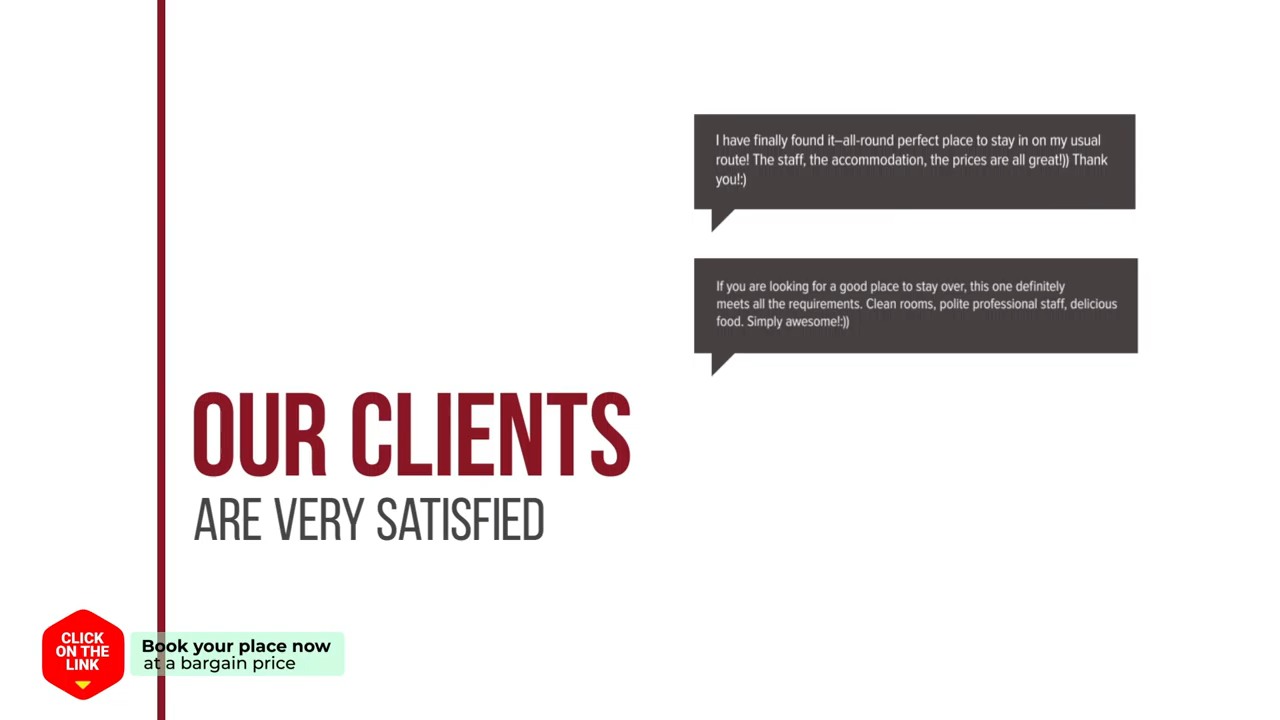 I have finally found it–all-round perfect place to stay in on my usual
route! The staff, the accommodation, the prices are all great!)) Thank
you!:)
If you are looking for a good place to stay over, this one definitely
meets all the requirements. Clean rooms, polite professional staff, delicious
food. Simply awesome!:))
OUR CLIENTS
ARE VERY SATISFIED
CLICK
ON THE
LINK
Book your place now
at a bargain price